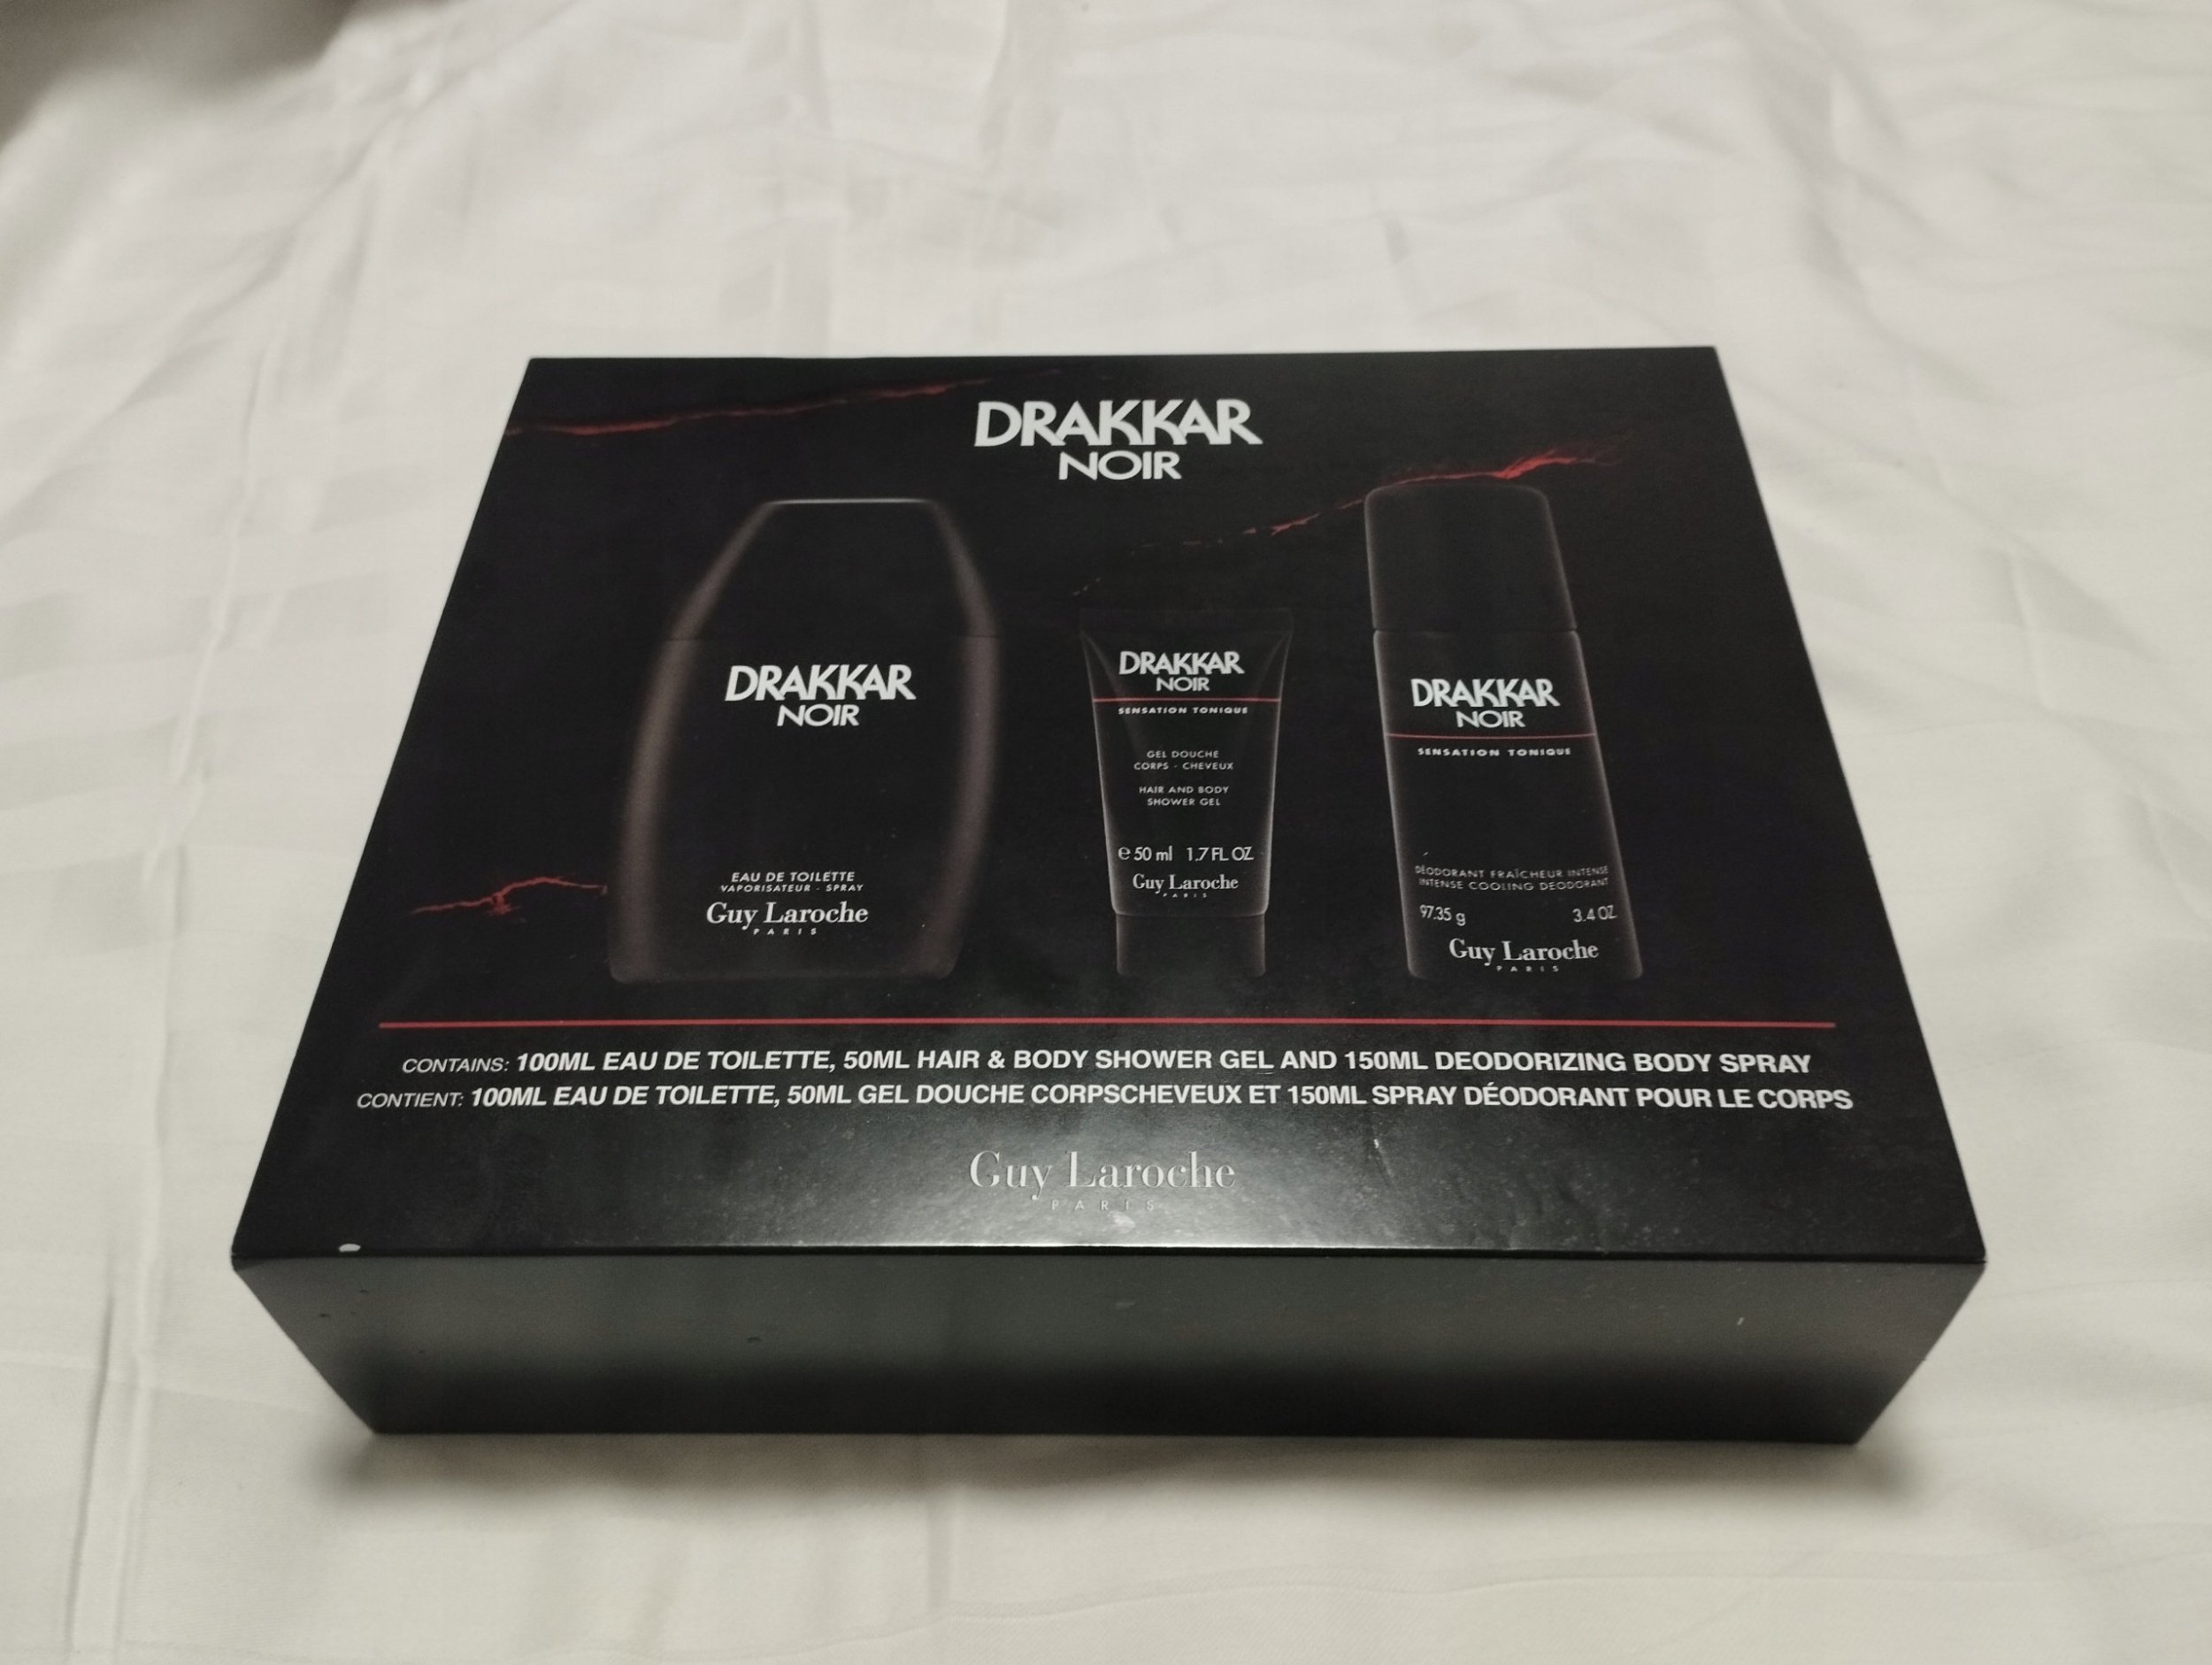 DRAKKAR
NOIR
DRAKKAR
NOIR
EAU DE TOILETTE
VAPORISATEUR · SPRAY
Guy Laroche
PARIS
DRAKKAR
NOIR
SENSATION TONIQUE
GEL DOUCHE
CORPS · CHEVEUX
HAIR AND BODY
SHOWER GEL
℮ 50 ml 1.7 FL OZ
Guy Laroche
PARIS
DRAKKAR
NOIR
SENSATION TONIQUE
DÉODORANT FRAÎCHEUR INTENSE
INTENSE COOLING DEODORANT
97.35 g 3.4 OZ
Guy Laroche
PARIS
CONTAINS: 100ML EAU DE TOILETTE, 50ML HAIR & BODY SHOWER GEL AND 150ML DEODORIZING BODY SPRAY
CONTIENT: 100ML EAU DE TOILETTE, 50ML GEL DOUCHE CORPSCHEVEUX ET 150ML SPRAY DÉODORANT POUR LE CORPS
Guy Laroche
PARIS